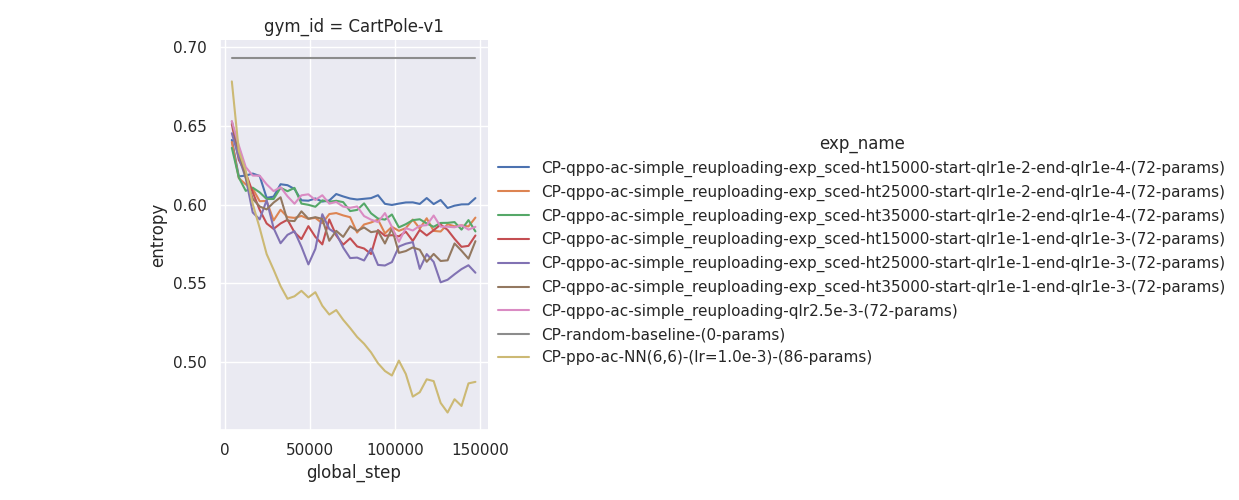 gym_id = CartPole-v1
0.70
0.65
0.60
0.55
0.50
entropy
0
50000
100000
150000
global_step
exp_name
CP-qppo-ac-simple_reuploading-exp_sced-ht15000-start-qlr1e-2-end-qlr1e-4-(72-params)
CP-qppo-ac-simple_reuploading-exp_sced-ht25000-start-qlr1e-2-end-qlr1e-4-(72-params)
CP-qppo-ac-simple_reuploading-exp_sced-ht35000-start-qlr1e-2-end-qlr1e-4-(72-params)
CP-qppo-ac-simple_reuploading-exp_sced-ht15000-start-qlr1e-1-end-qlr1e-3-(72-params)
CP-qppo-ac-simple_reuploading-exp_sced-ht25000-start-qlr1e-1-end-qlr1e-3-(72-params)
CP-qppo-ac-simple_reuploading-exp_sced-ht35000-start-qlr1e-1-end-qlr1e-3-(72-params)
CP-qppo-ac-simple_reuploading-qlr2.5e-3-(72-params)
CP-random-baseline-(0-params)
CP-ppo-ac-NN(6,6)-(lr=1.0e-3)-(86-params)